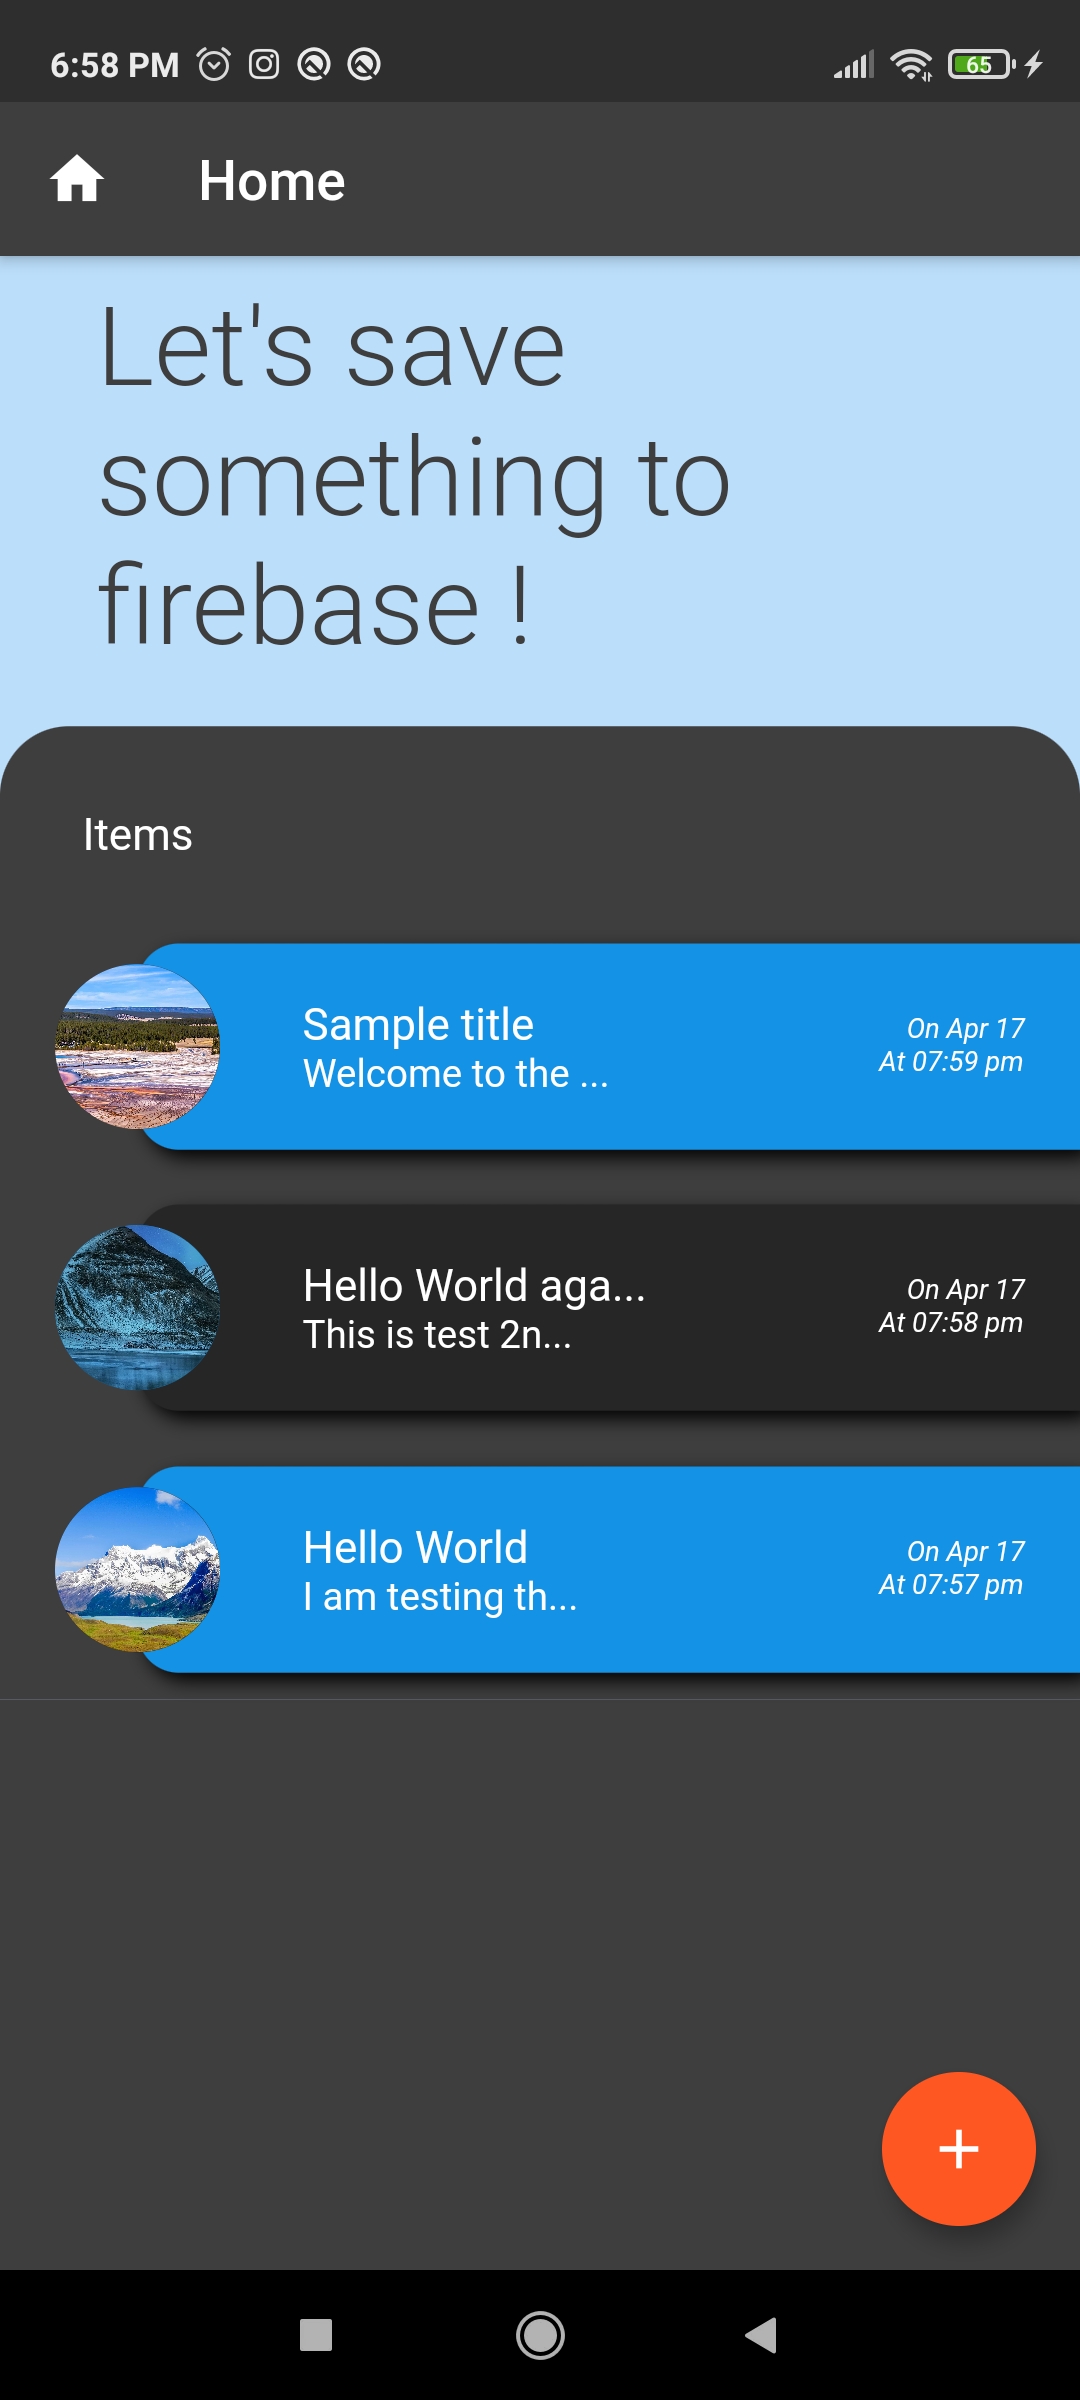 6:58 PM
65
Home
Let's save
something to
firebase !
Items
Sample title
Welcome to the ...
On Apr 17
At 07:59 pm
Hello World aga...
This is test 2n...
On Apr 17
At 07:58 pm
Hello World
I am testing th...
On Apr 17
At 07:57 pm